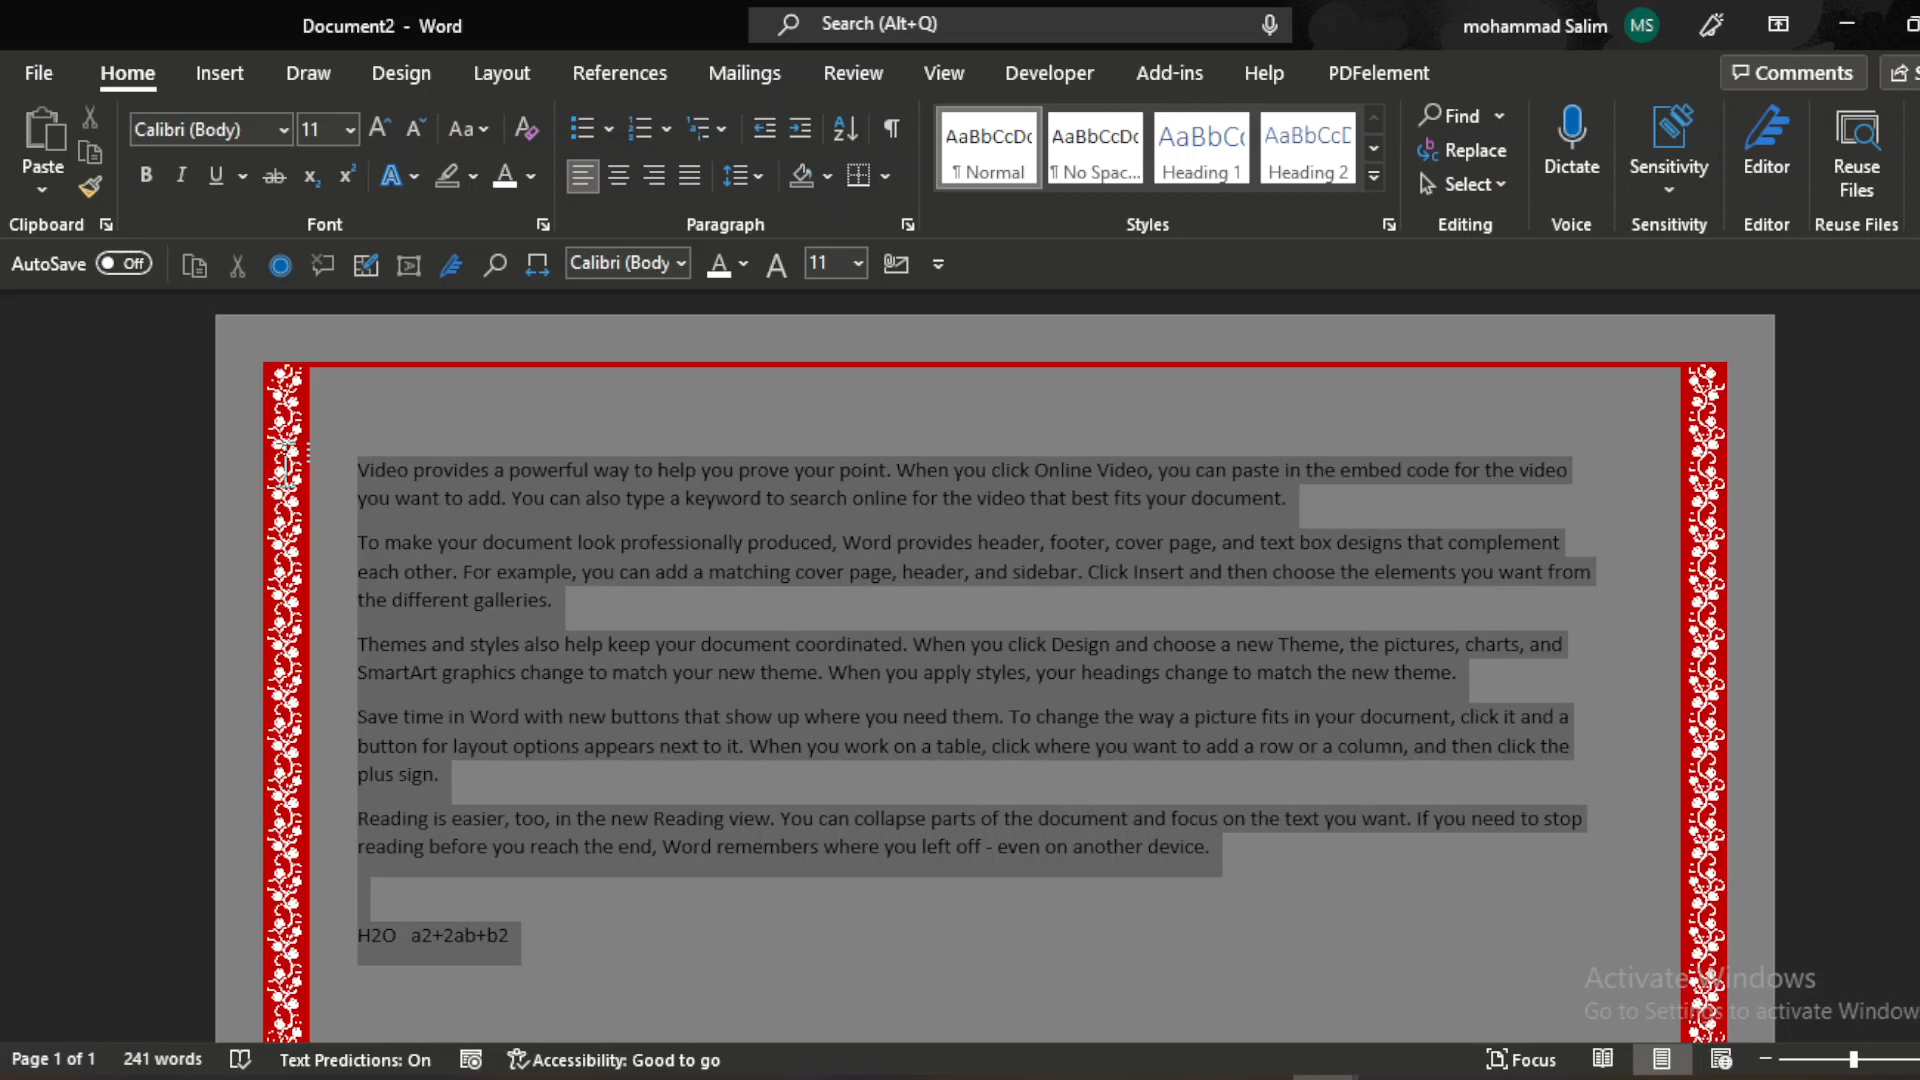 Document2 - Word
Search (Alt+Q)
mohammad Salim MS
File Home Insert Draw Design Layout References Mailings Review View Developer Add-ins Help PDFelement
Comments
Calibri (Body) 11 Aa
Paste
B I U ab x2 x2 A A
AaBbCcDc AaBbCcDc AaBbC AaBbCcD
¶ Normal ¶ No Spac... Heading 1 Heading 2
Find
Replace
Select
Dictate
Sensitivity
Editor
Reuse
Files
Clipboard Font Paragraph Styles Editing Voice Sensitivity Editor Reuse Files
AutoSave Off Calibri (Body A A 11
Video provides a powerful way to help you prove your point. When you click Online Video, you can paste in the embed code for the video
you want to add. You can also type a keyword to search online for the video that best fits your document.
To make your document look professionally produced, Word provides header, footer, cover page, and text box designs that complement
each other. For example, you can add a matching cover page, header, and sidebar. Click Insert and then choose the elements you want from
the different galleries.
Themes and styles also help keep your document coordinated. When you click Design and choose a new Theme, the pictures, charts, and
SmartArt graphics change to match your new theme. When you apply styles, your headings change to match the new theme.
Save time in Word with new buttons that show up where you need them. To change the way a picture fits in your document, click it and a
button for layout options appears next to it. When you work on a table, click where you want to add a row or a column, and then click the
plus sign.
Reading is easier, too, in the new Reading view. You can collapse parts of the document and focus on the text you want. If you need to stop
reading before you reach the end, Word remembers where you left off - even on another device.
H2O a2+2ab+b2
Activate Windows
Go to Settings to activate Window
Page 1 of 1 241 words Text Predictions: On Accessibility: Good to go Focus